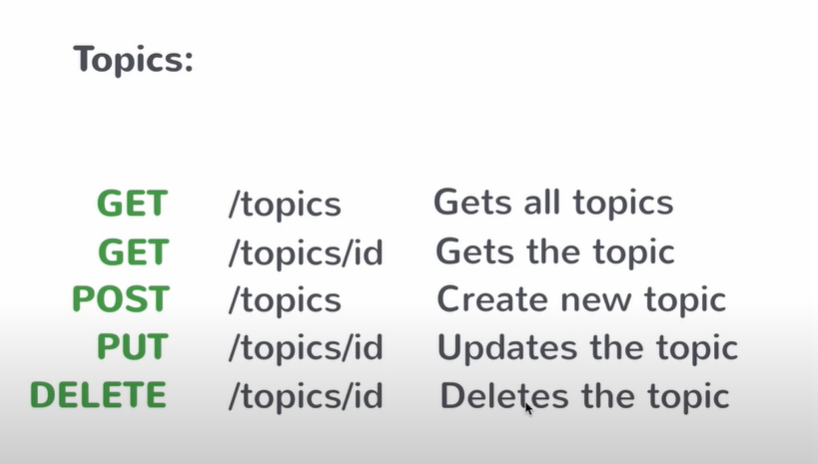 Topics:
GET /topics Gets all topics
GET /topics/id Gets the topic
POST /topics Create new topic
PUT /topics/id Updates the topic
DELETE /topics/id Deletes the topic